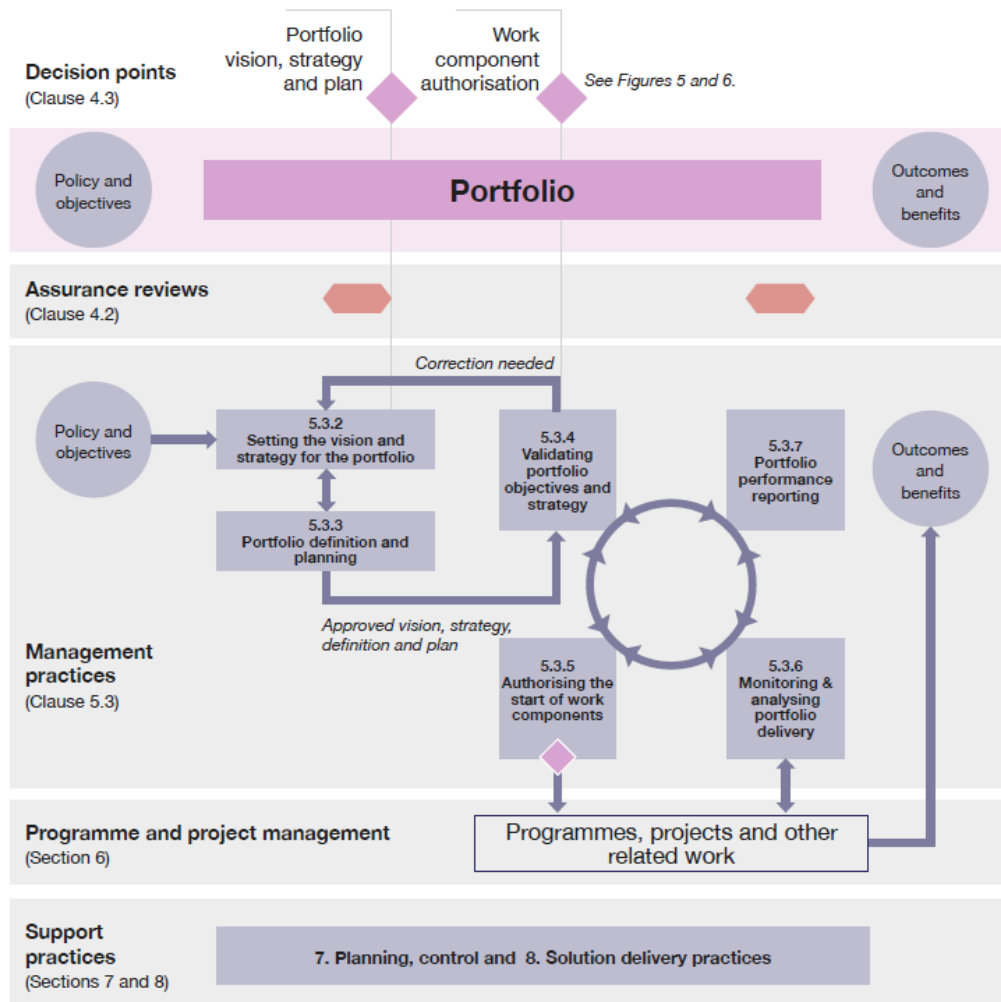 Portfolio
vision, strategy
and plan
Work
component
authorisation
See Figures 5 and 6.
Decision points
(Clause 4.3)
Policy and
objectives
Portfolio
Outcomes
and
benefits
Assurance reviews
(Clause 4.2)
Correction needed
Policy and
objectives
5.3.2
Setting the vision and
strategy for the portfolio
5.3.4
Validating
portfolio
objectives and
strategy
5.3.7
Portfolio
performance
reporting
Outcomes
and
benefits
5.3.3
Portfolio definition and
planning
Approved vision, strategy,
definition and plan
Management
practices
(Clause 5.3)
5.3.5
Authorising the
start of work
components
5.3.6
Monitoring &
analysing
portfolio
delivery
Programme and project management
(Section 6)
Programmes, projects and other
related work
Support
practices
(Sections 7 and 8)
7. Planning, control and 8. Solution delivery practices